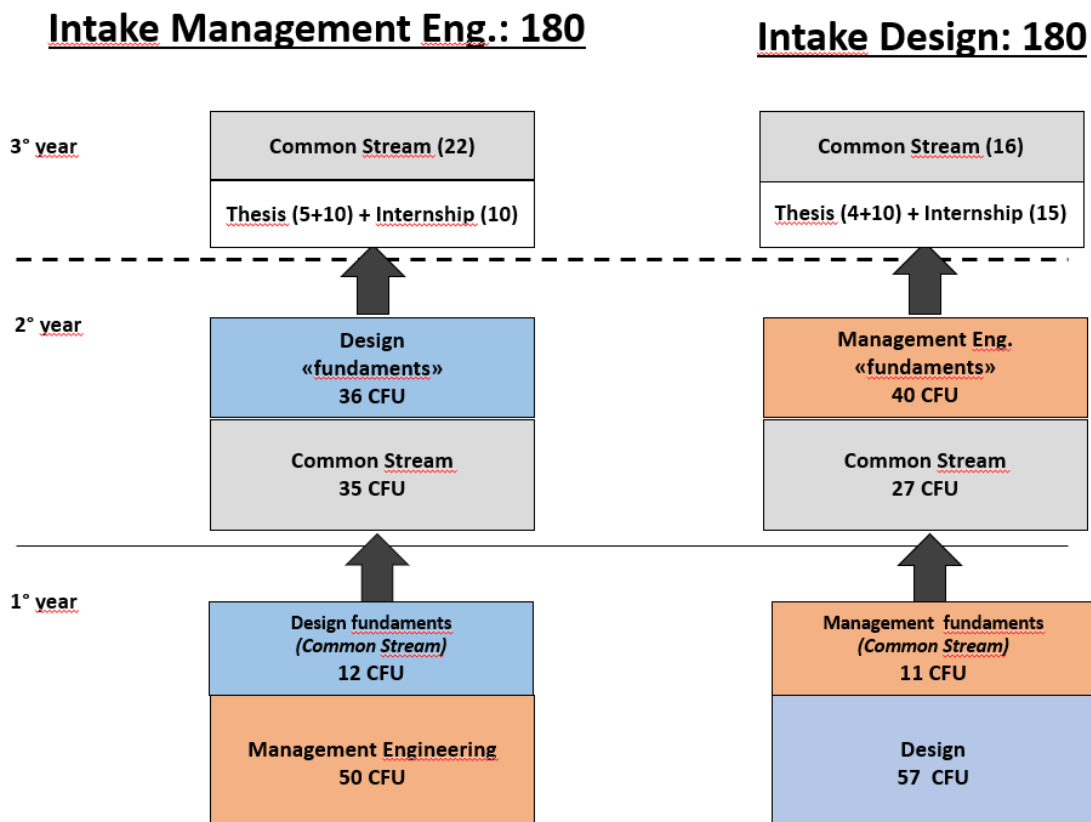 Intake Management Eng.: 180
Intake Design: 180
3° year
Common Stream (22)
Thesis (5+10) + Internship (10)
Common Stream (16)
Thesis (4+10) + Internship (15)
2° year
Design
«fundaments»
36 CFU
Common Stream
35 CFU
Management Eng.
«fundaments»
40 CFU
Common Stream
27 CFU
1° year
Design fundaments
(Common Stream)
12 CFU
Management Engineering
50 CFU
Management fundaments
(Common Stream)
11 CFU
Design
57 CFU